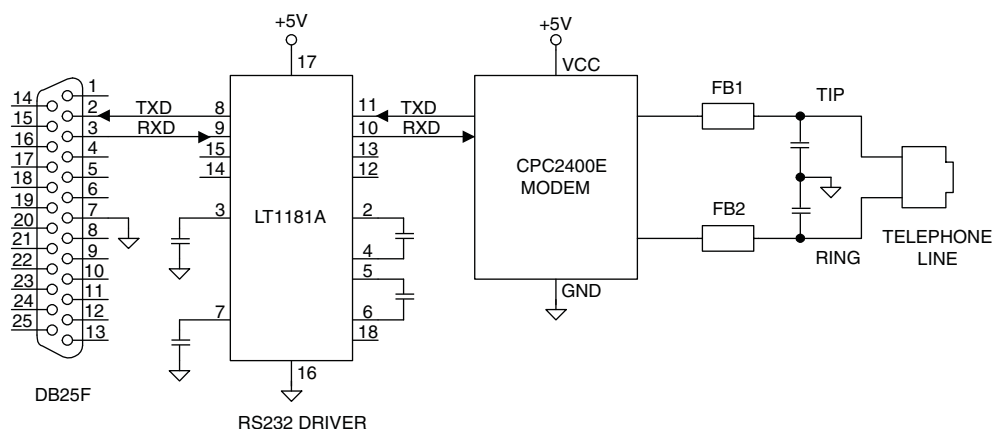 +5V
17
+5V
VCC
1
14
2
15
3
16
4
17
5
18
6
19
7
20
8
21
9
22
10
23
11
24
12
25
13
DB25F
TXD
RXD
8
9
15
14
3
7
LT1181A
11
10
13
12
2
4
5
6
18
16
RS232 DRIVER
TXD
RXD
CPC2400E
MODEM
GND
FB1
TIP
FB2
RING
TELEPHONE
LINE